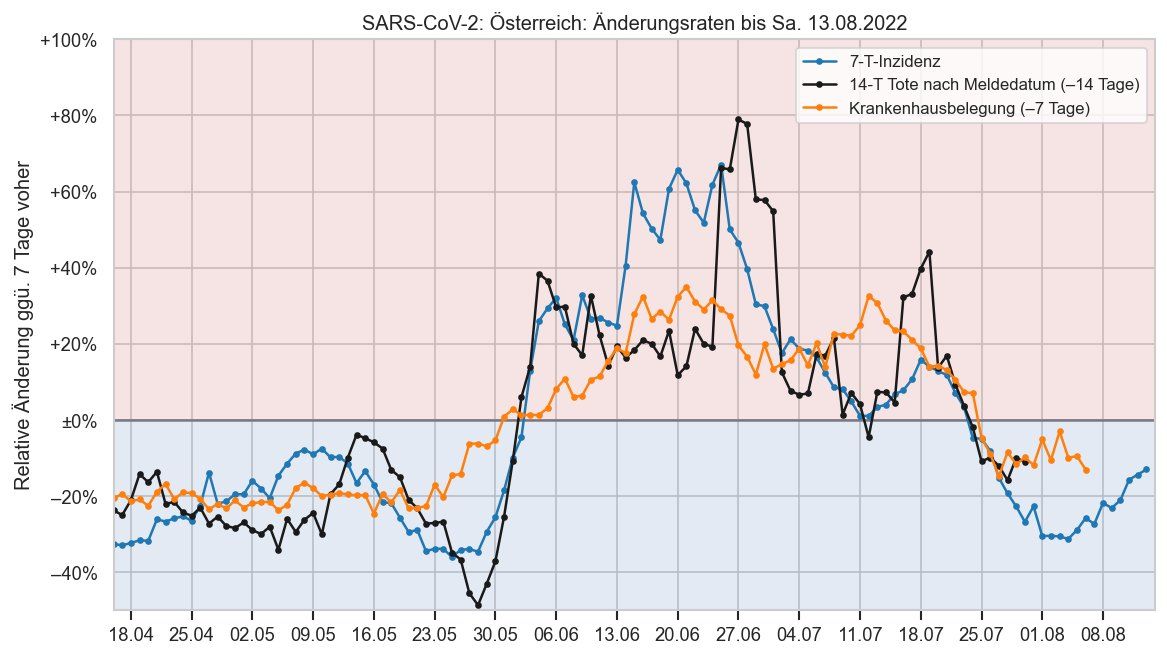 SARS-CoV-2: Österreich: Änderungsraten bis Sa. 13.08.2022
+100%
+80%
+60%
+40%
+20%
±0%
–20%
–40%
Relative Änderung ggü. 7 Tage voher
7-T-Inzidenz
14-T Tote nach Meldedatum (–14 Tage)
Krankenhausbelegung (–7 Tage)
18.04 25.04 02.05 09.05 16.05 23.05 30.05 06.06 13.06 20.06 27.06 04.07 11.07 18.07 25.07 01.08 08.08